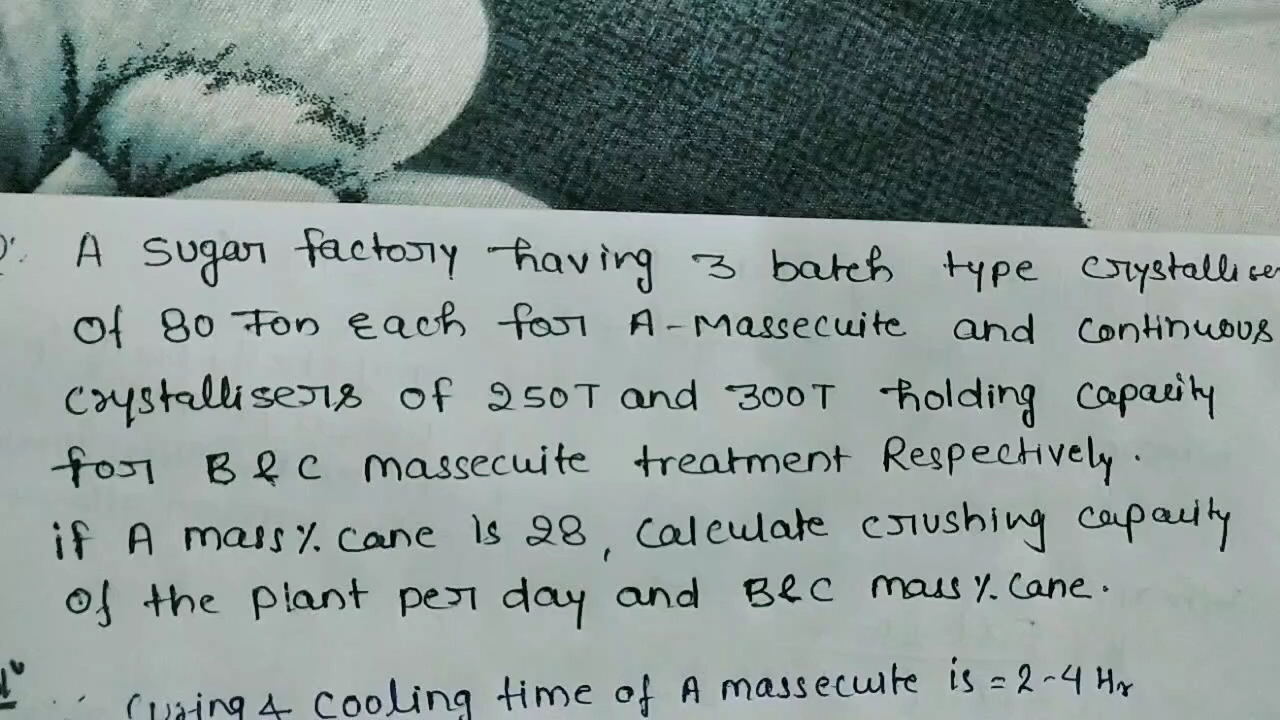 A sugar factory having 3 batch type crystalliser
Of 80 Ton Each for A-Massecuite and continuous
crystallisers of 250T and 300T holding capacity
for B & C massecuite treatment Respectively.
if A mass % cane is 28, calculate crushing capacity
Of the plant per day and B&C mass % Cane.
∴ Curing & cooling time of A massecuite is = 2-4 Hr